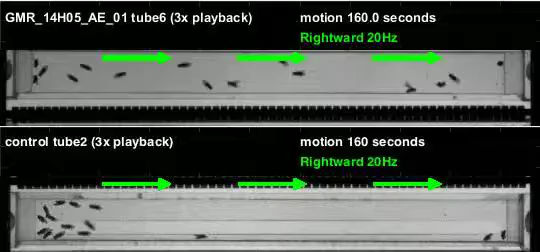 GMR_14H05_AE_01 tube6 (3x playback)
motion 160.0 seconds
Rightward 20Hz
control tube2 (3x playback)
motion 160 seconds
Rightward 20Hz